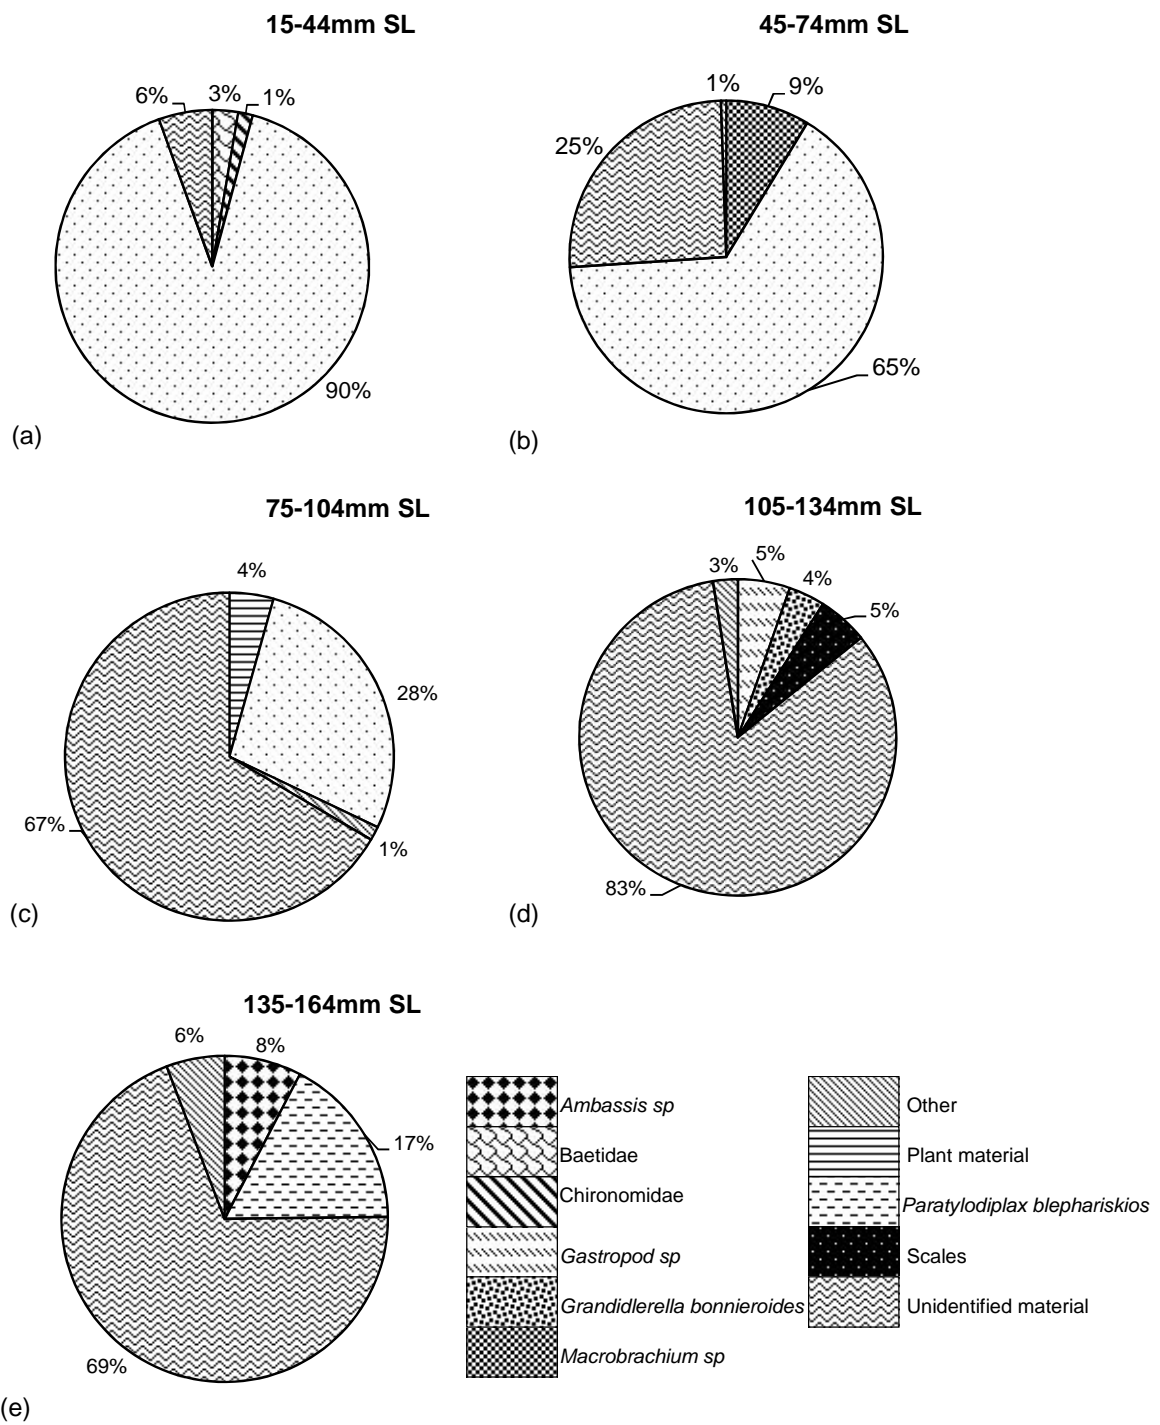 15-44mm SL
6%
3%
1%
90%
(a)
45-74mm SL
1%
9%
25%
65%
(b)
75-104mm SL
4%
28%
67%
1%
(c)
105-134mm SL
3%
5%
4%
5%
83%
(d)
135-164mm SL
6%
8%
17%
69%
(e)
Ambassis sp
Baetidae
Chironomidae
Gastropod sp
Grandidlerella bonnieroides
Macrobrachium sp
Other
Plant material
Paratylodiplax blephariskios
Scales
Unidentified material